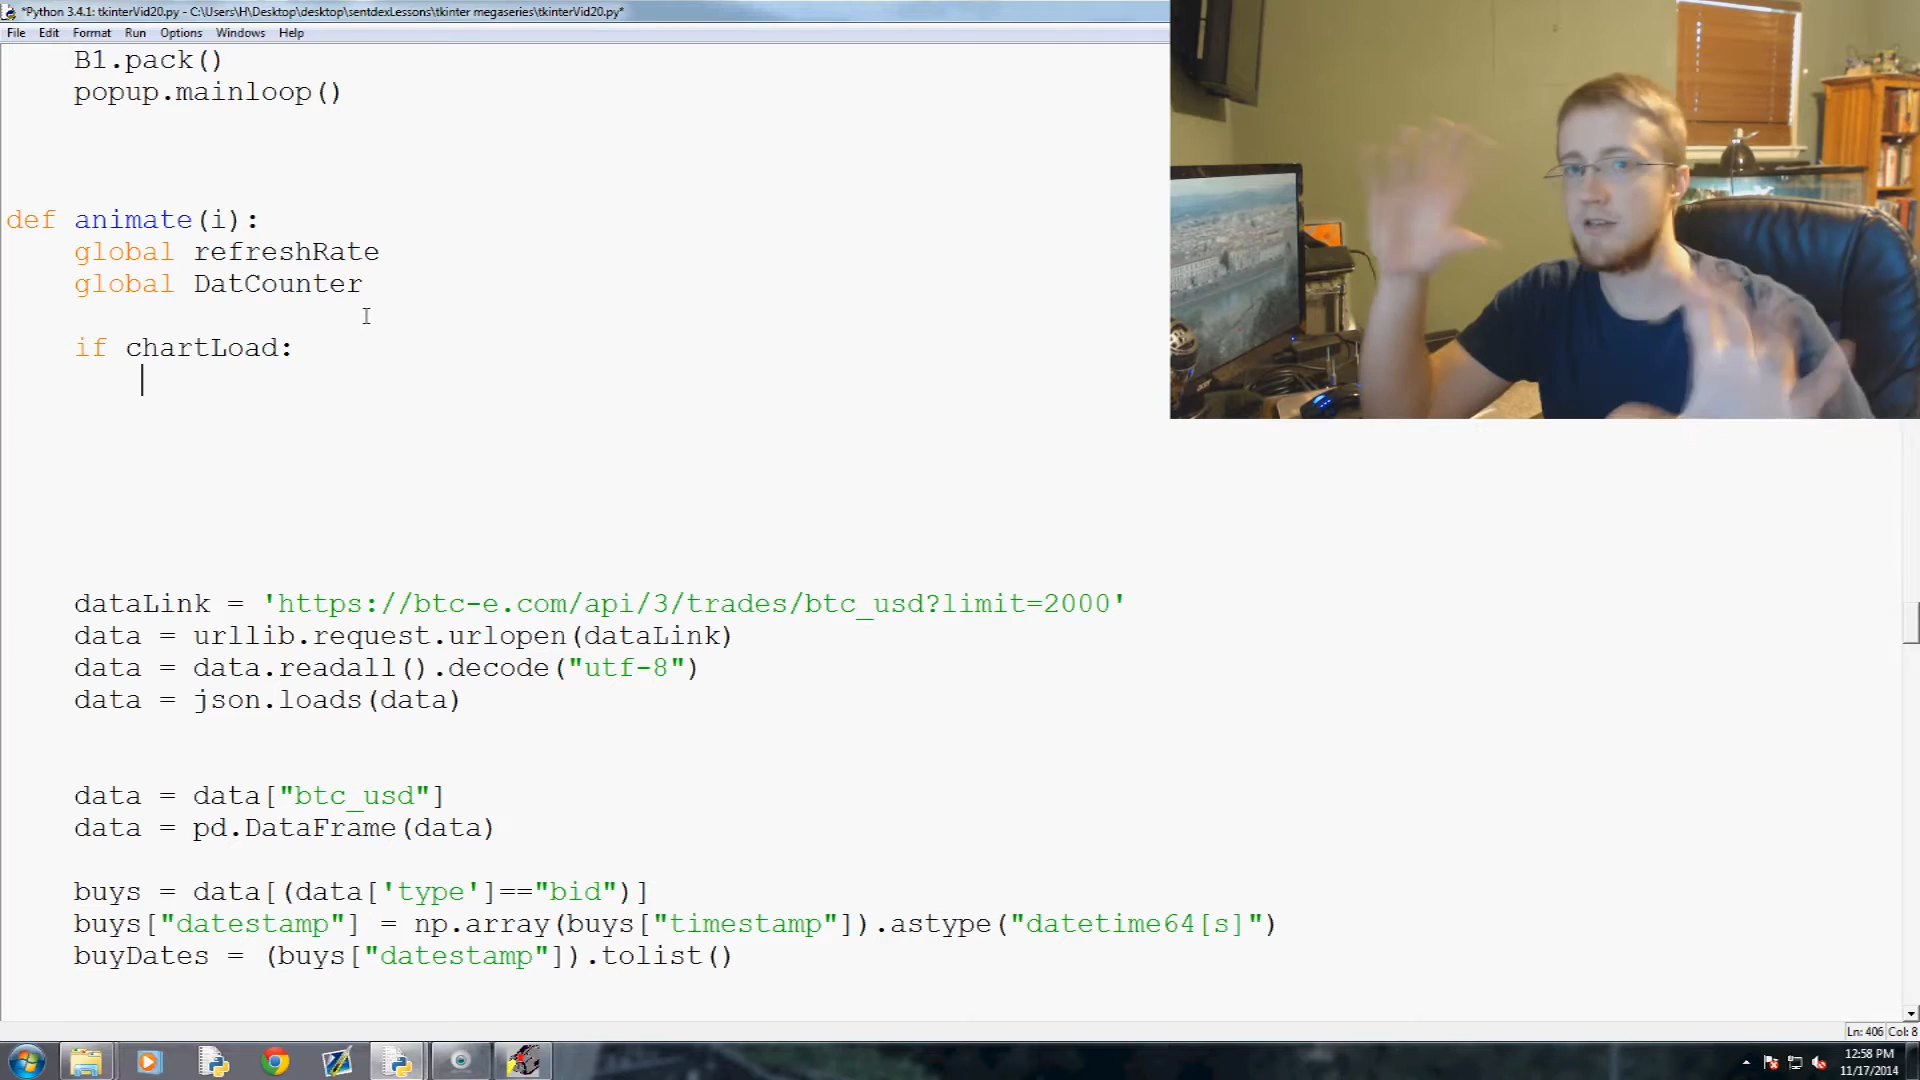 *Python 3.4.1: tkinterVid20.py - C:\Users\H\Desktop\desktop\sentdexLessons\tkinter megaseries\tkinterVid20.py*
File Edit Format Run Options Windows Help
    B1.pack()
    popup.mainloop()
def animate(i):
    global refreshRate
    global DatCounter
    if chartLoad:
    dataLink = 'https://btc-e.com/api/3/trades/btc_usd?limit=2000'
    data = urllib.request.urlopen(dataLink)
    data = data.readall().decode("utf-8")
    data = json.loads(data)
    data = data["btc_usd"]
    data = pd.DataFrame(data)
    buys = data[(data['type']=="bid")]
    buys["datestamp"] = np.array(buys["timestamp"]).astype("datetime64[s]")
    buyDates = (buys["datestamp"]).tolist()
Ln: 406 Col: 8
12:58 PM
11/17/2014